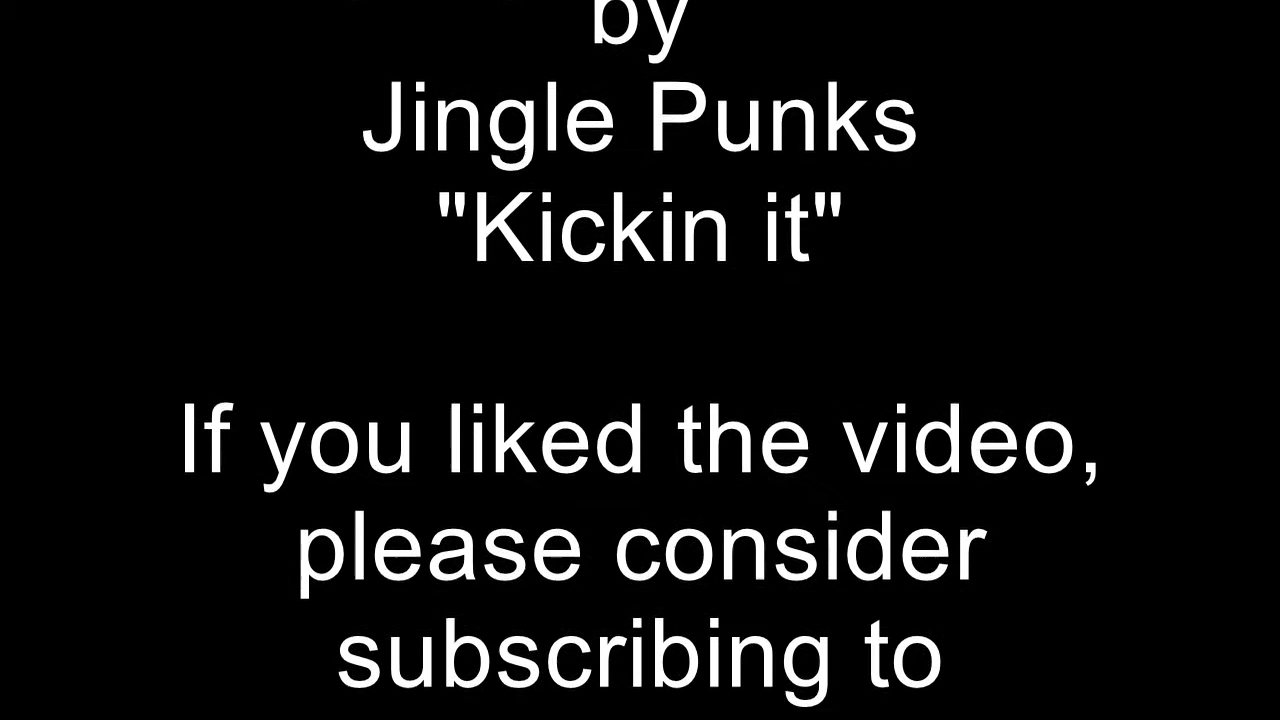 by
Jingle Punks
"Kickin it"
If you liked the video,
please consider
subscribing to